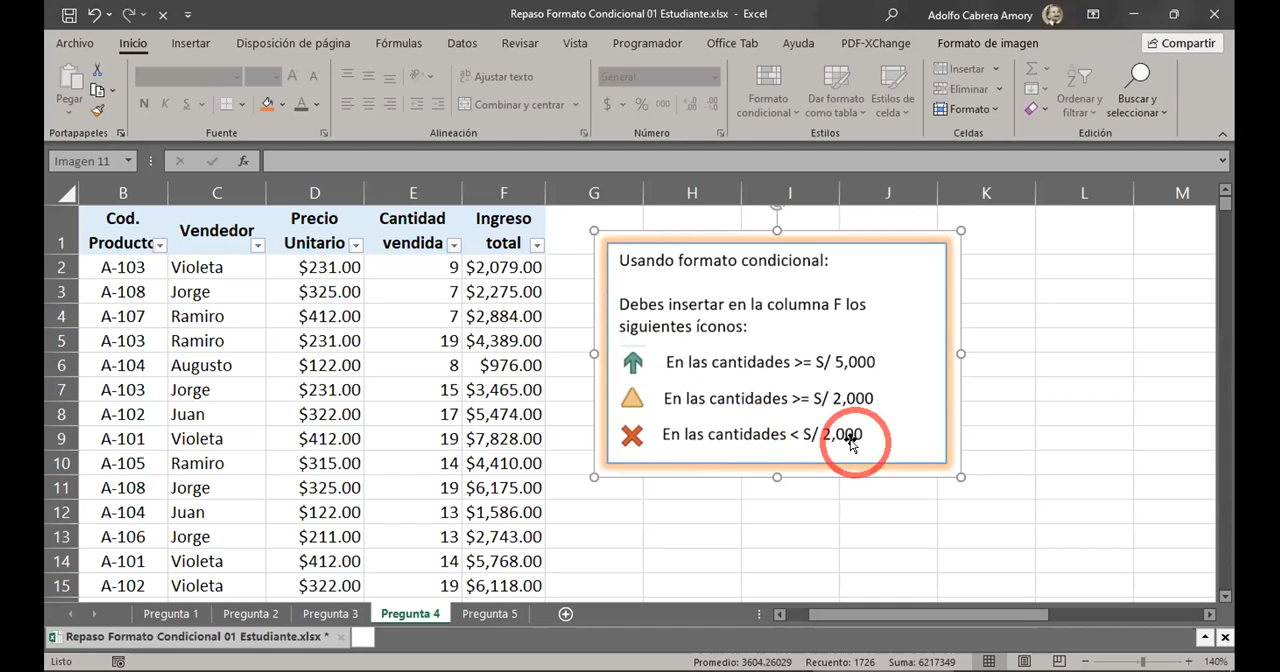 Repaso Formato Condicional 01 Estudiante.xlsx - Excel
Adolfo Cabrera Amory
Archivo Inicio Insertar Disposición de página Fórmulas Datos Revisar Vista Programador Office Tab Ayuda PDF-XChange Formato de imagen Compartir
Pegar
N K S
A A
Ajustar texto
Combinar y centrar
General
$ % 000
Formato condicional
Dar formato como tabla
Estilos de celda
Insertar
Eliminar
Formato
Ordenar y filtrar
Buscar y seleccionar
Portapapeles Fuente Alineación Número Estilos Celdas Edición
Imagen 11 fx
B C D E F G H I J K L M
1 Cod. Producto Vendedor Precio Unitario Cantidad vendida Ingreso total
2 A-103 Violeta $231.00 9 $2,079.00
3 A-108 Jorge $325.00 7 $2,275.00
4 A-107 Ramiro $412.00 7 $2,884.00
5 A-103 Ramiro $231.00 19 $4,389.00
6 A-104 Augusto $122.00 8 $976.00
7 A-103 Jorge $231.00 15 $3,465.00
8 A-102 Juan $322.00 17 $5,474.00
9 A-101 Violeta $412.00 19 $7,828.00
10 A-105 Ramiro $315.00 14 $4,410.00
11 A-108 Jorge $325.00 19 $6,175.00
12 A-104 Juan $122.00 13 $1,586.00
13 A-106 Jorge $211.00 13 $2,743.00
14 A-101 Violeta $412.00 14 $5,768.00
15 A-102 Violeta $322.00 19 $6,118.00
Usando formato condicional:
Debes insertar en la columna F los
siguientes íconos:
En las cantidades >= S/ 5,000
En las cantidades >= S/ 2,000
En las cantidades < S/ 2,000
Pregunta 1 Pregunta 2 Pregunta 3 Pregunta 4 Pregunta 5
Repaso Formato Condicional 01 Estudiante.xlsx *
Listo Promedio: 3604.26029 Recuento: 1726 Suma: 6217349 140%